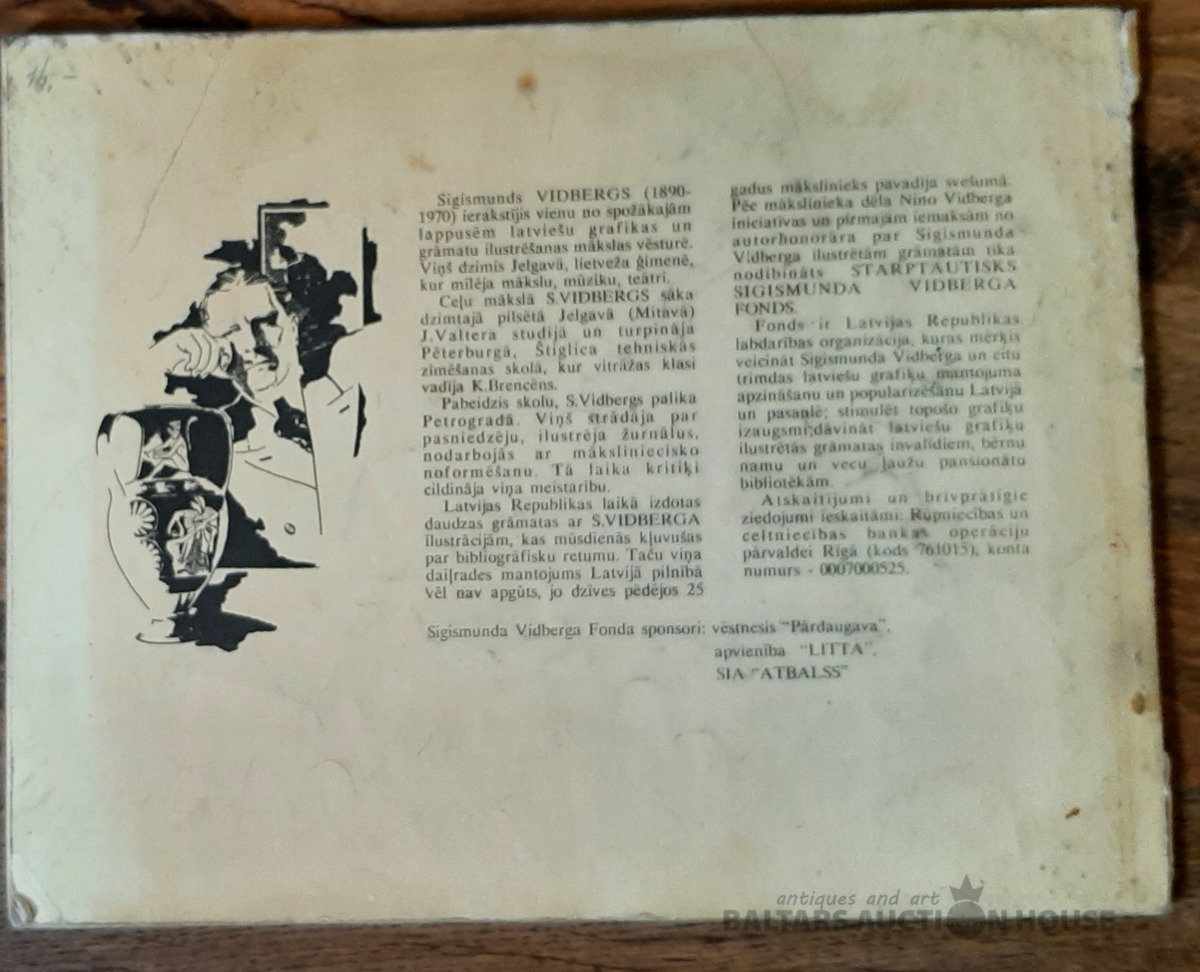 16.-
Sigismunds VIDBERGS (1890-
1970) ierakstījis vienu no spožākajām
lappusēm latviešu grafikas un
grāmatu ilustrēšanas mākslas vēsturē.
Viņš dzimis Jelgavā, lietveža ģimenē,
kur mīlēja mākslu, mūziku, teātri.
Ceļu mākslā S.VIDBERGS sāka
dzimtajā pilsētā Jelgavā (Mitavā)
J.Valtera studijā un turpināja
Pēterburgā, Štiglica tehniskās
zīmēšanas skolā, kur vitrāžas klasi
vadīja K.Brencēns.
Pabeidzis skolu, S.Vidbergs palika
Petrogradā. Viņš strādāja par
pasniedzēju, ilustrēja žurnālus,
nodarbojās ar māksliniecisko
noformēšanu. Tā laika kritiķi
cildināja viņa meistarību.
Latvijas Republikas laikā izdotas
daudzas grāmatas ar S.VIDBERGA
ilustrācijām, kas mūsdienās kļuvušas
par bibliogrāfisku retumu. Taču viņa
daiļrades mantojums Latvijā pilnībā
vēl nav apgūts, jo dzīves pēdējos 25
gadus mākslinieks pavadīja svešumā.
Pēc mākslinieka dēla Nino Vidberga
iniciatīvas un pirmajām iemaksām no
autorhonorāra par Sigismunda
Vidberga ilustrētām grāmatām tika
nodibināts STARPTAUTISKS
SIGISMUNDA VIDBERGA
FONDS.
Fonds ir Latvijas Republikas
labdarības organizācija, kuras mērķis
veicināt Sigismunda Vidberga un citu
trimdas latviešu grafiķu mantojuma
apzināšanu un popularizēšanu Latvijā
un pasaulē; stimulēt topošo grafiķu
izaugsmi;dāvināt latviešu grafiķu
ilustrētās grāmatas invalīdiem, bērnu
namu un vecu ļaužu pansionātu
bibliotēkām.
Atskaitījumi un brīvprātīgie
ziedojumi ieskaitāmi: Rūpniecības un
celtniecības bankas operāciju
pārvaldei Rīgā (kods 761015), konta
numurs - 0007000525.
Sigismunda Vidberga Fonda sponsori: vēstnesis "Pārdaugava",
apvienība "LITTA",
SIA "ATBALSS"
antiques and art
BALTARS AUCTION HOUSE